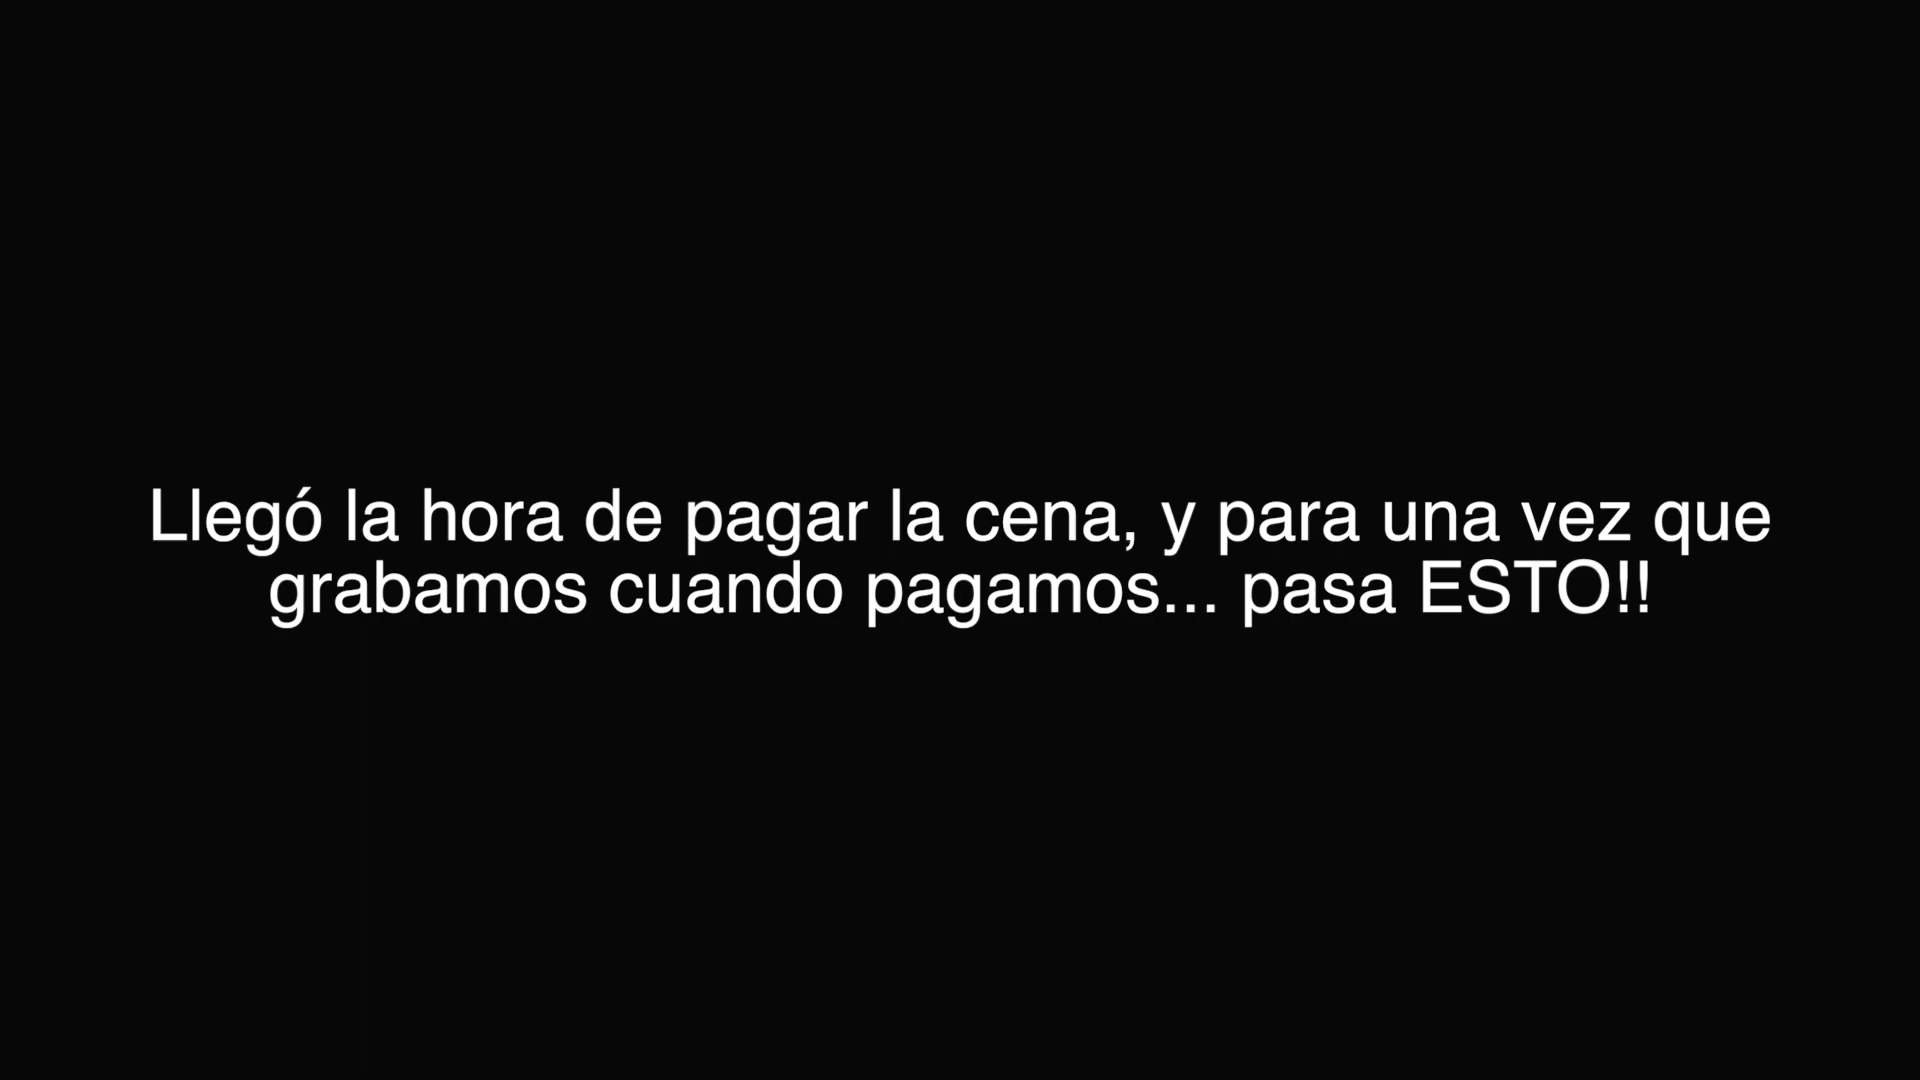 Llegó la hora de pagar la cena, y para una vez que
grabamos cuando pagamos... pasa ESTO!!